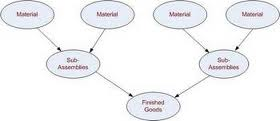 Material
Material
Material
Material
Sub-
Assemblies
Sub-
Assemblies
Finished
Goods